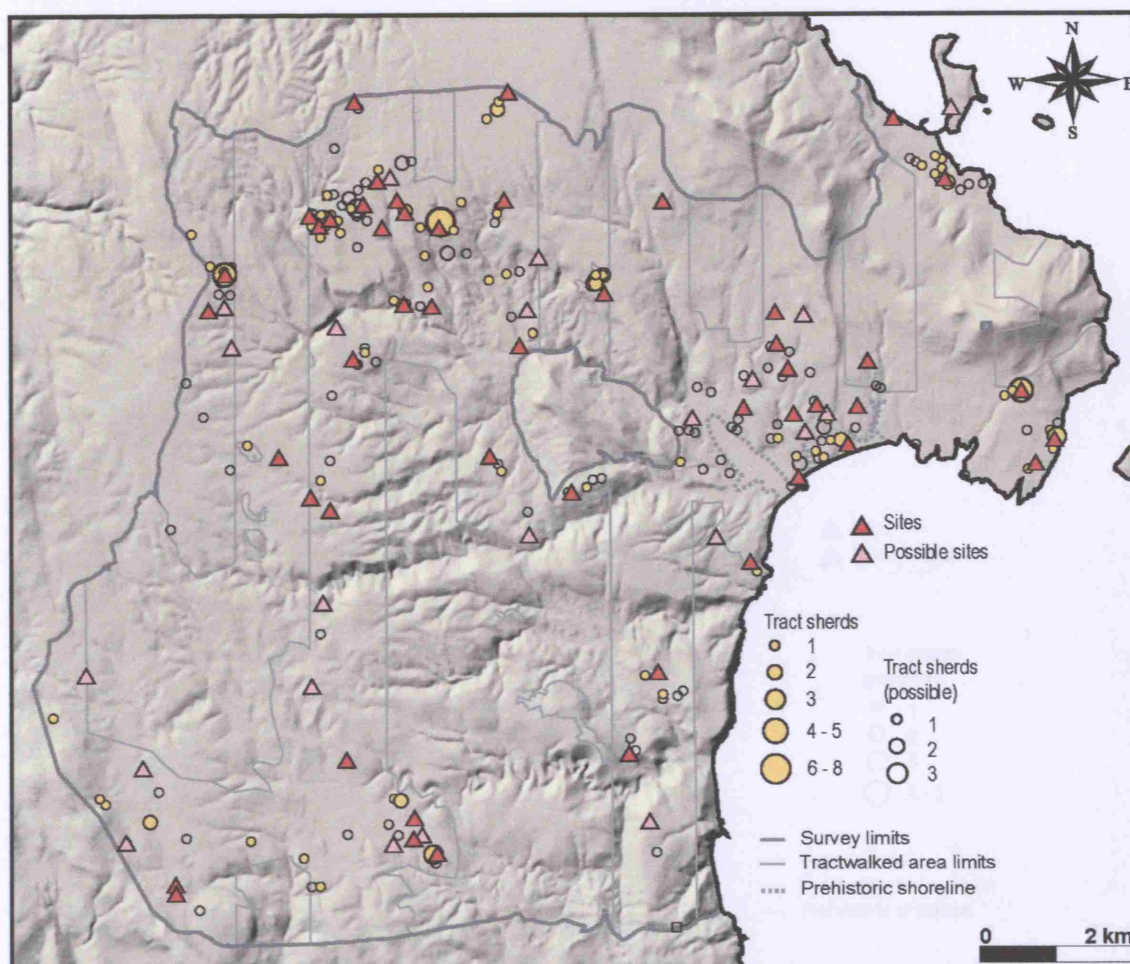 N
W E
S
Sites
Possible sites
Tract sherds
1
2
3
4 - 5
6 - 8
Tract sherds
(possible)
1
2
3
Survey limits
Tractwalked area limits
Prehistoric shoreline
0 2 km